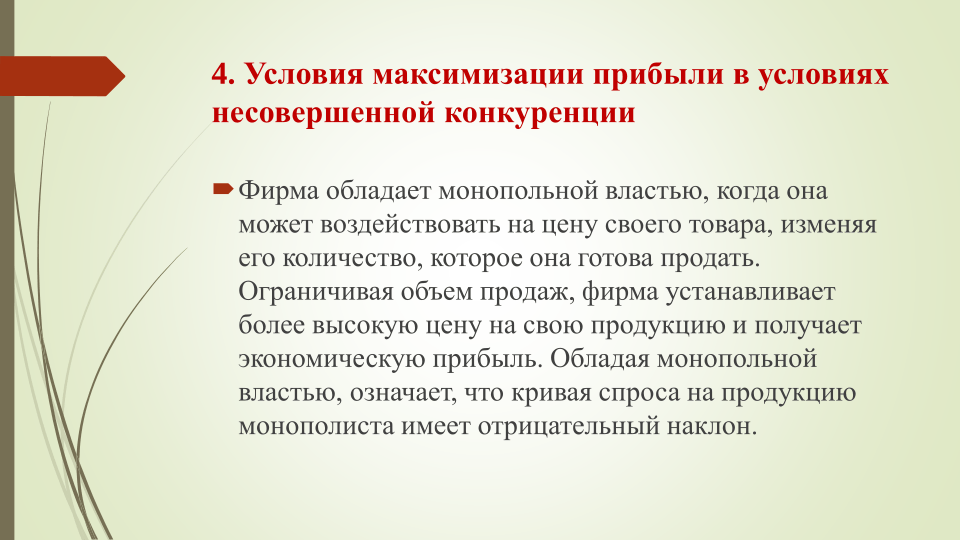 4. Условия максимизации прибыли в условиях
несовершенной конкуренции
Фирма обладает монопольной властью, когда она
может воздействовать на цену своего товара, изменяя
его количество, которое она готова продать.
Ограничивая объем продаж, фирма устанавливает
более высокую цену на свою продукцию и получает
экономическую прибыль. Обладая монопольной
властью, означает, что кривая спроса на продукцию
монополиста имеет отрицательный наклон.